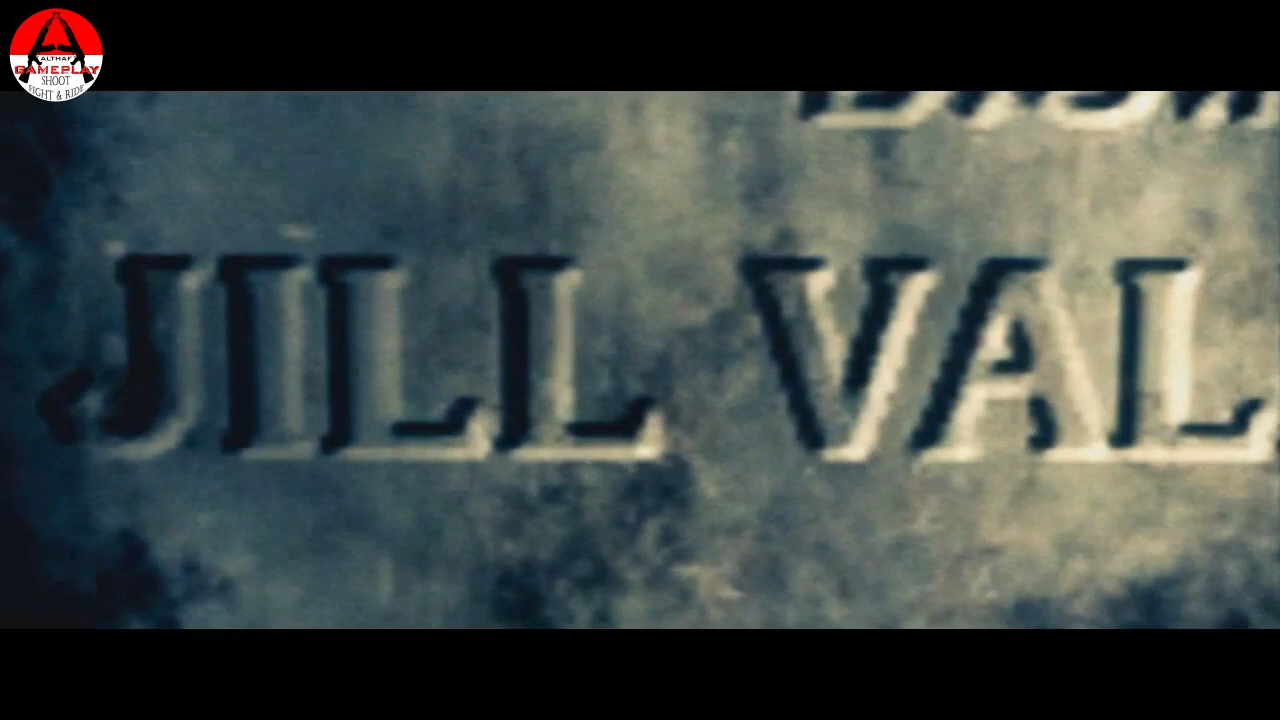 ALTHAF
GAMEPLAY
SHOOT
FIGHT & RIDE
JILL VAL